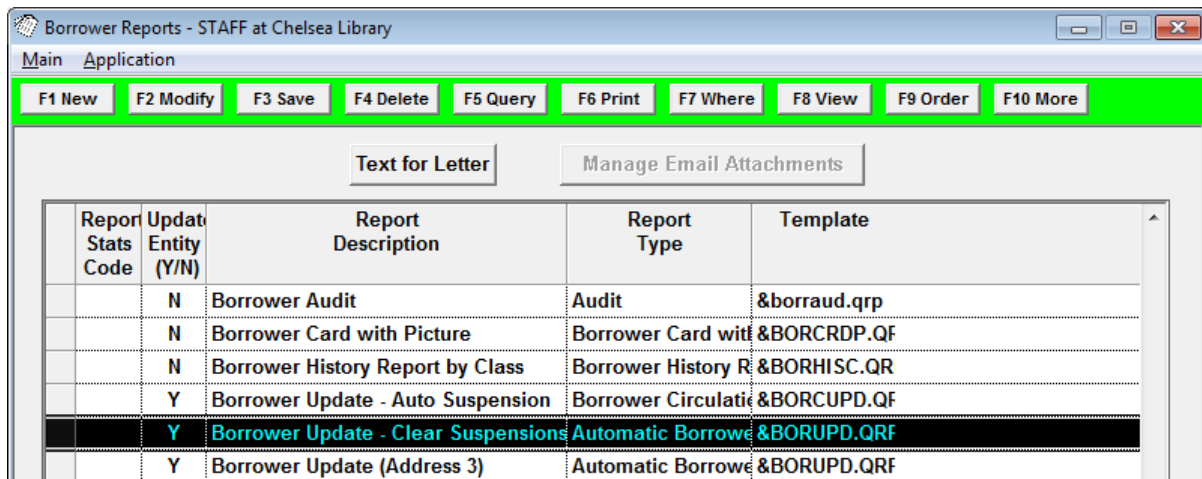 Borrower Reports - STAFF at Chelsea Library
Main Application
F1 New F2 Modify F3 Save F4 Delete F5 Query F6 Print F7 Where F8 View F9 Order F10 More
Text for Letter Manage Email Attachments
Report Update Report Report Template
Stats Entity Description Type
Code (Y/N)
N Borrower Audit Audit &borraud.qrp
N Borrower Card with Picture Borrower Card with &BORCRDP.QR
N Borrower History Report by Class Borrower History R &BORHISC.QR
Y Borrower Update - Auto Suspension Borrower Circulatio &BORCUPD.QR
Y Borrower Update - Clear Suspensions Automatic Borrowe &BORUPD.QRF
Y Borrower Update (Address 3) Automatic Borrowe &BORUPD.QRF